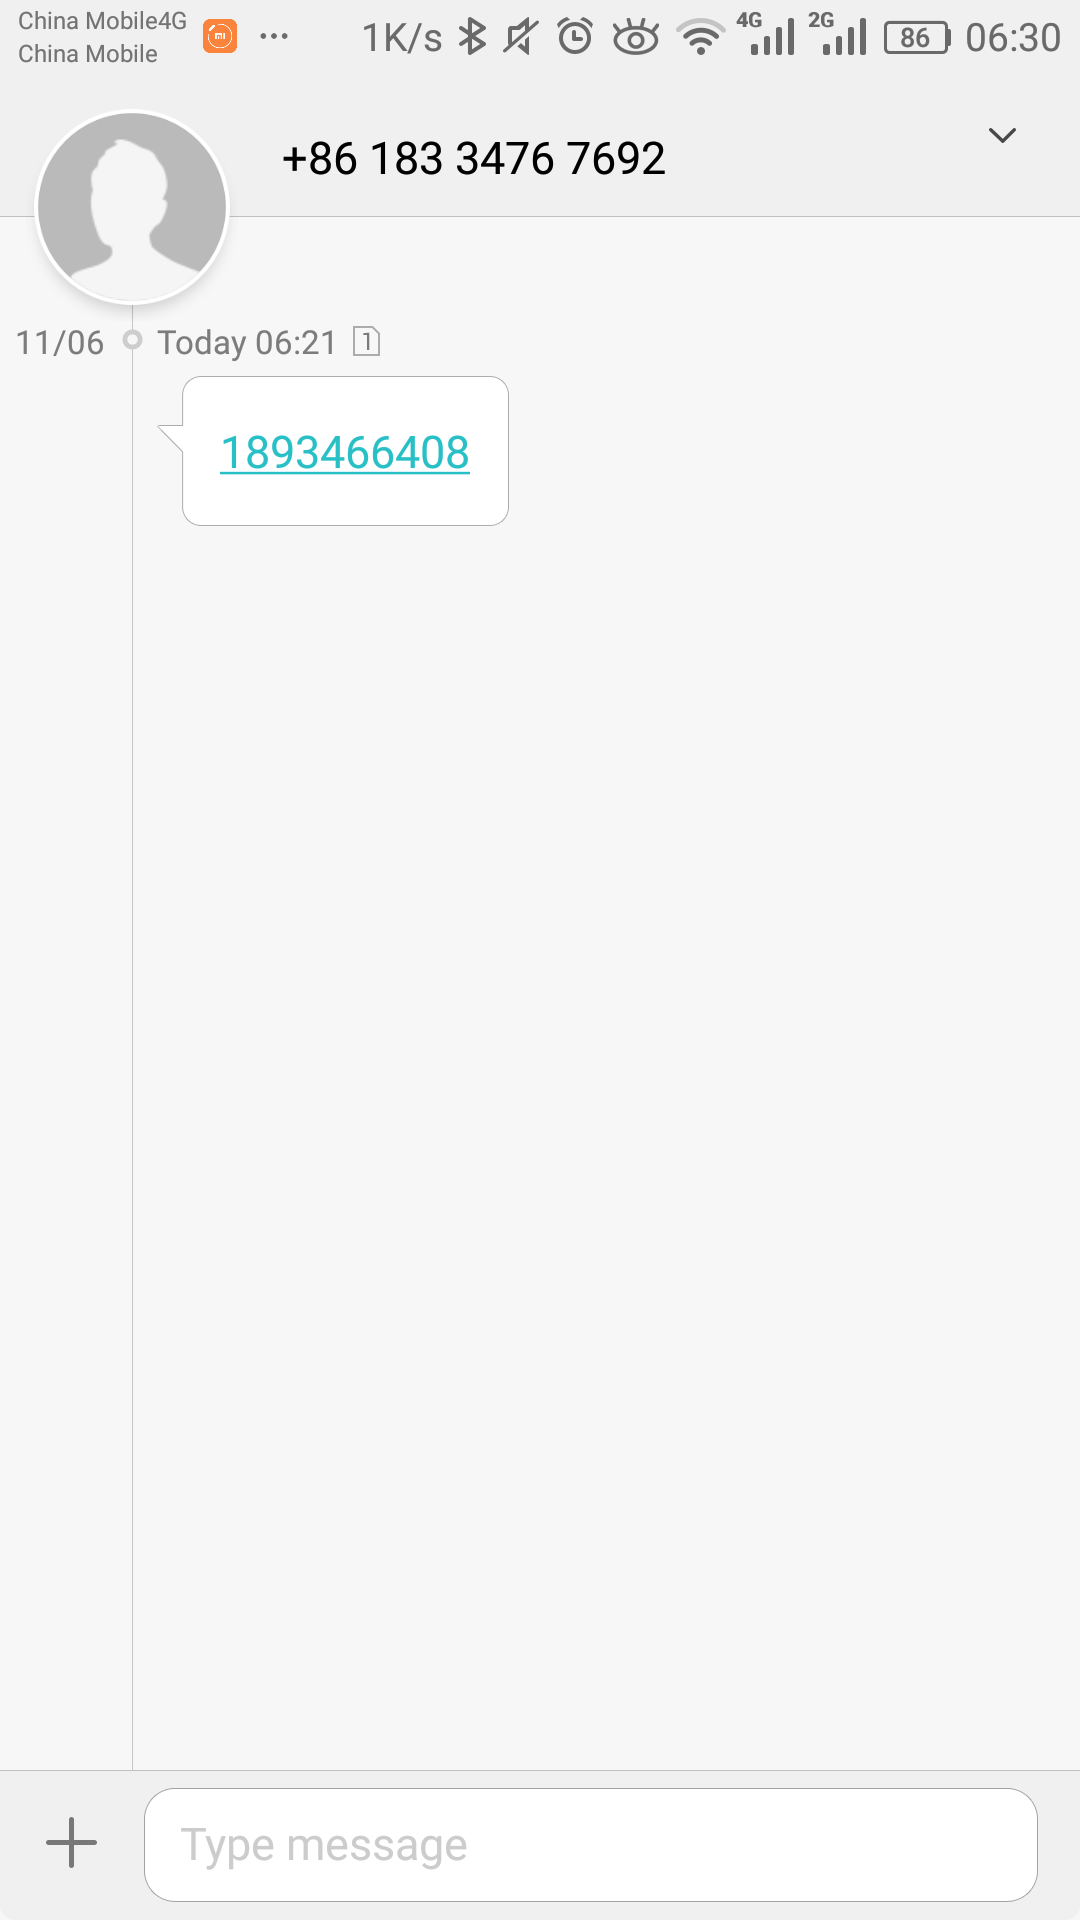 China Mobile4G
China Mobile
mi
1K/s
4G
2G
86
06:30
+86 183 3476 7692
11/06
Today 06:21
1
1893466408
Type message